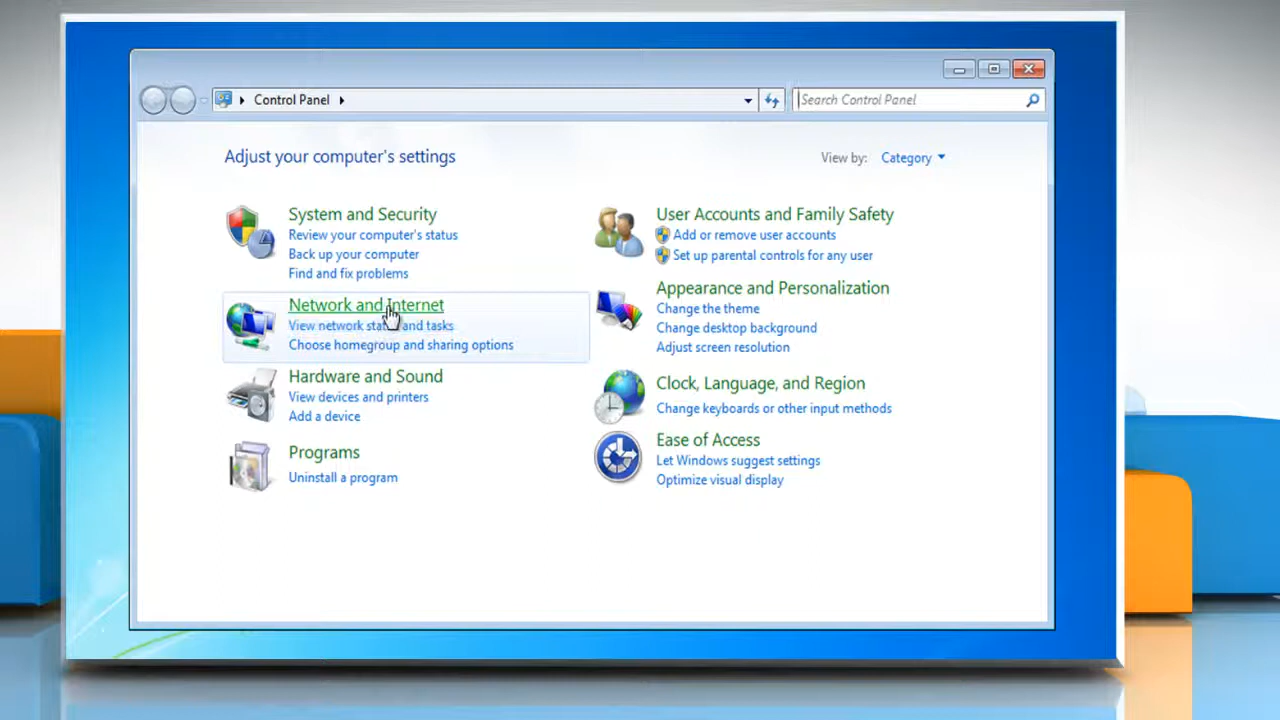 Control Panel
Search Control Panel
Adjust your computer's settings
View by: Category
System and Security
Review your computer's status
Back up your computer
Find and fix problems
Network and Internet
View network status and tasks
Choose homegroup and sharing options
Hardware and Sound
View devices and printers
Add a device
Programs
Uninstall a program
User Accounts and Family Safety
Add or remove user accounts
Set up parental controls for any user
Appearance and Personalization
Change the theme
Change desktop background
Adjust screen resolution
Clock, Language, and Region
Change keyboards or other input methods
Ease of Access
Let Windows suggest settings
Optimize visual display